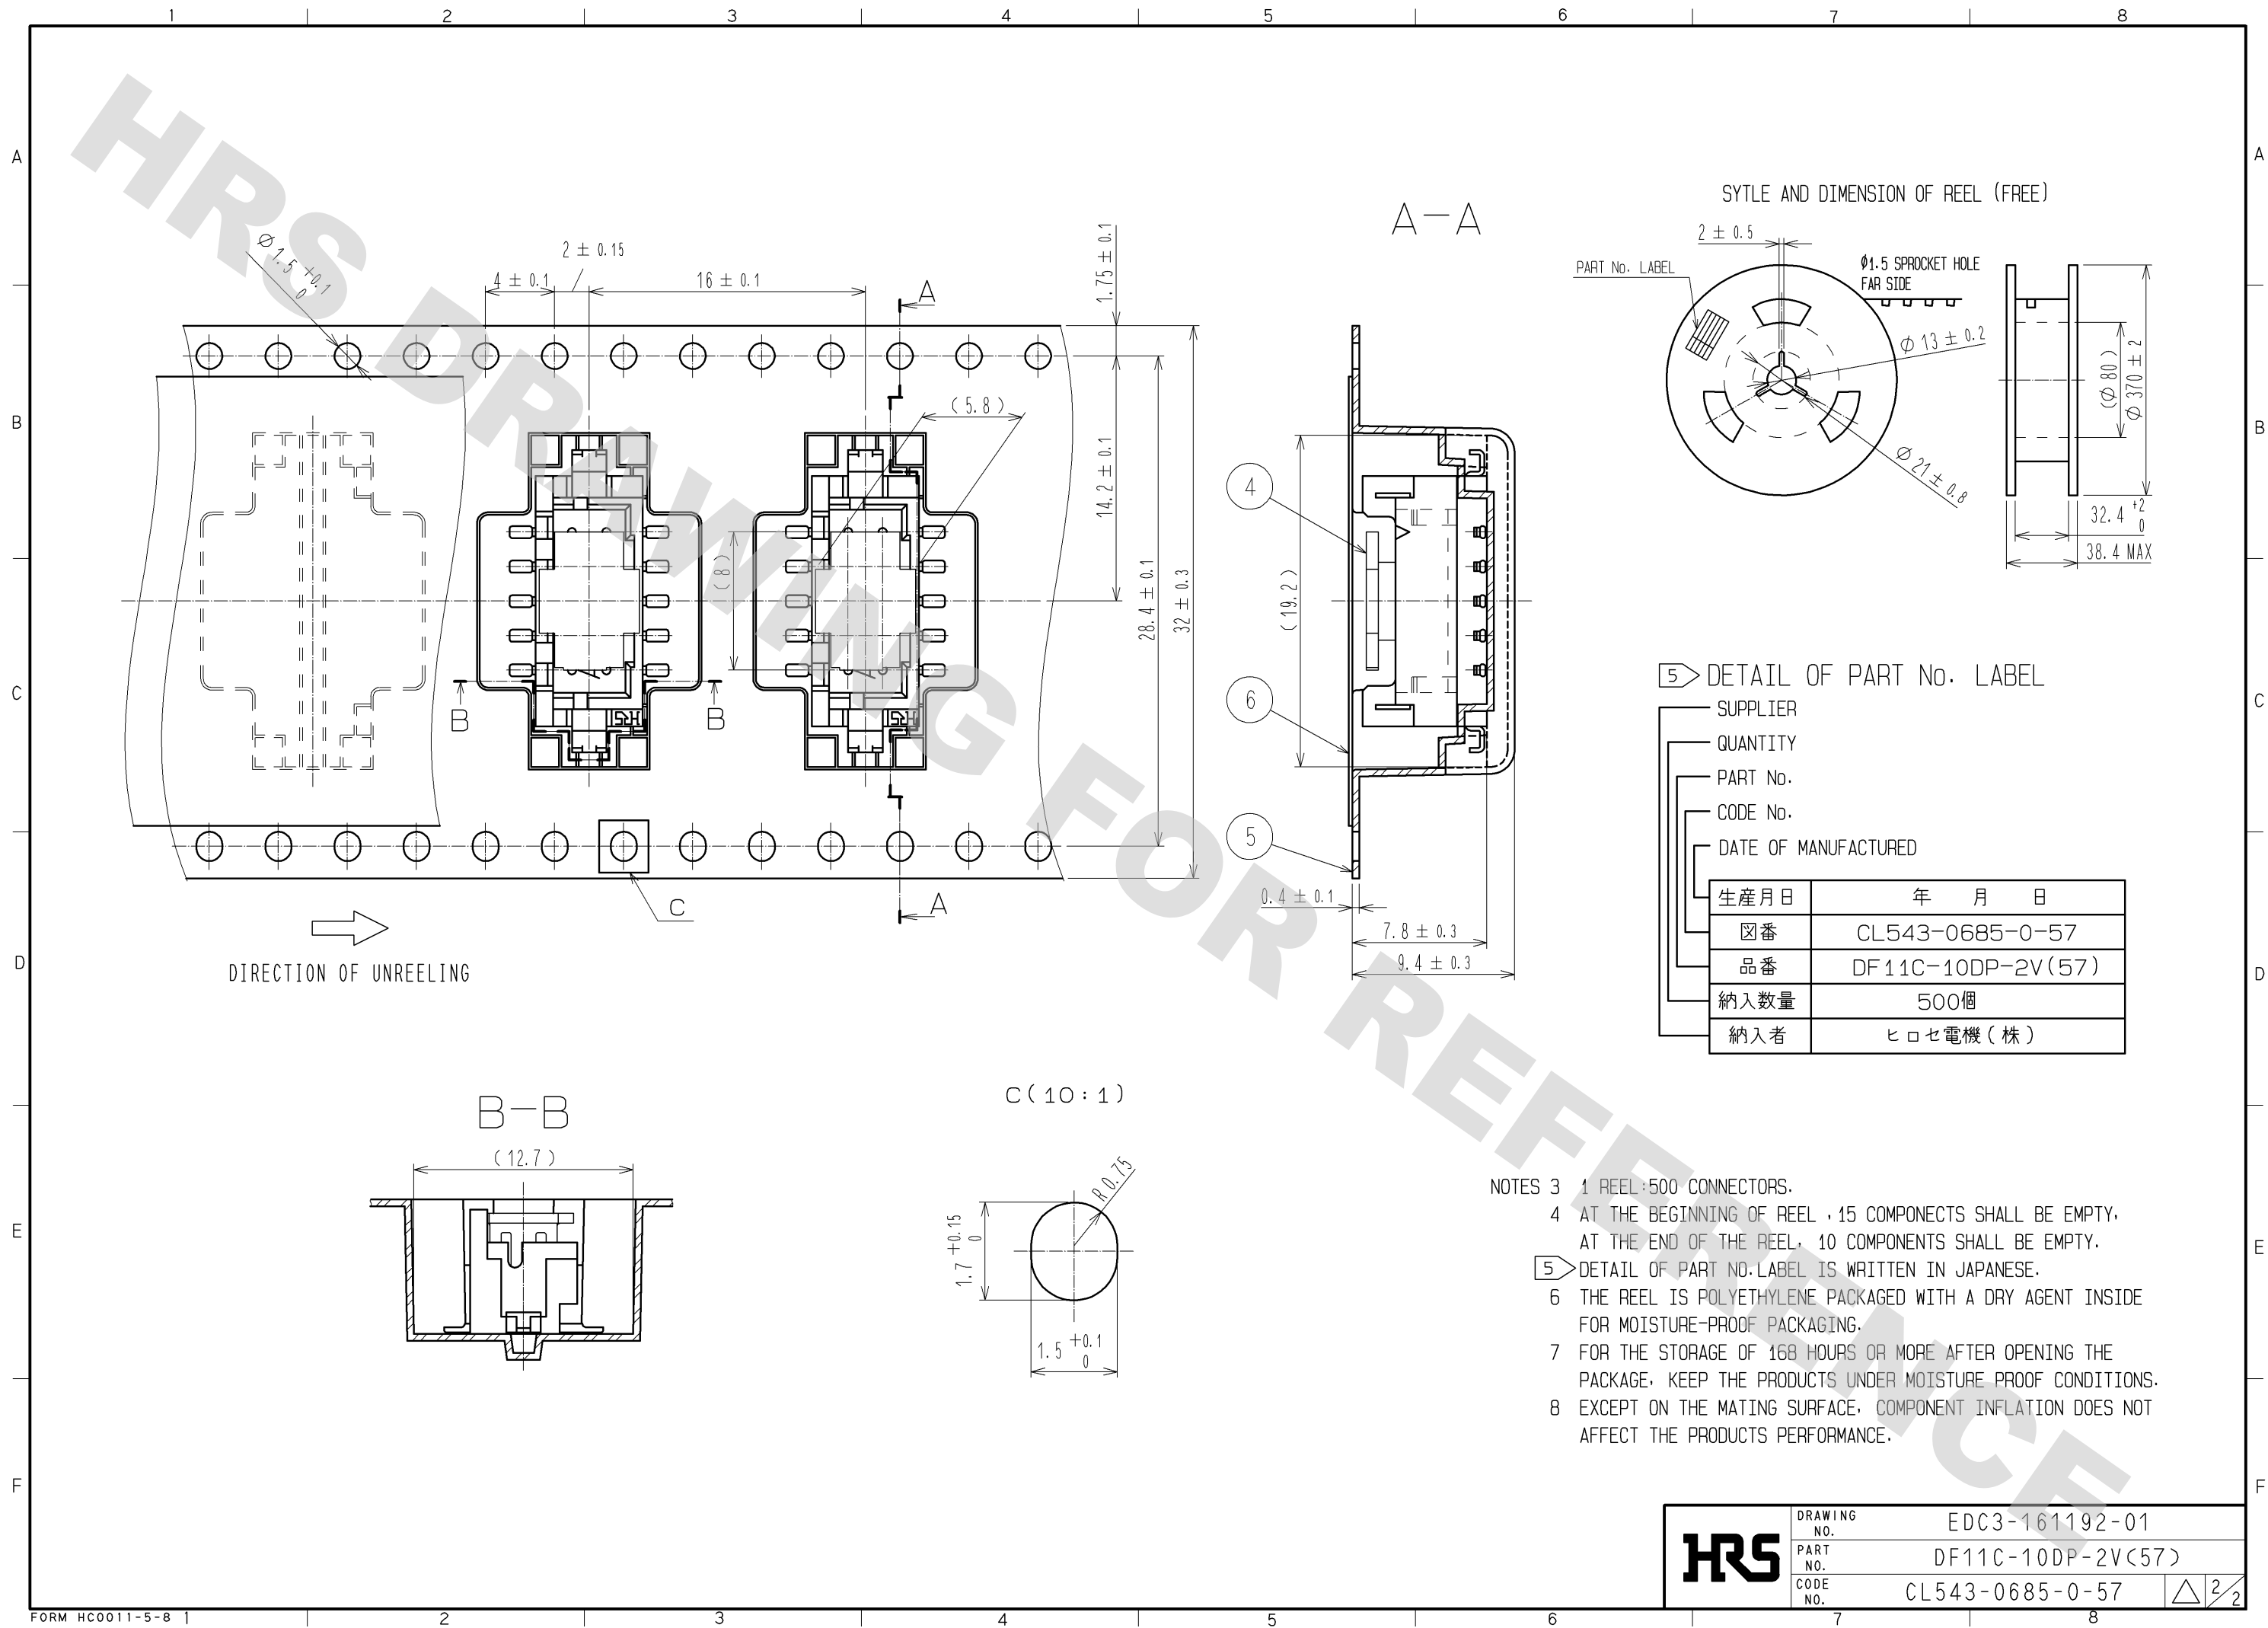 1 2 3 4 5 6 7 8
A
B
C
D
E
F
A
B
C
D
E
F
HRS DRAWING FOR REFERENCE
Ø1.5 +0.1 0
4 ± 0.1
2 ± 0.15
16 ± 0.1
A
1.75 ± 0.1
(5.8)
14.2 ± 0.1
(8)
28.4 ± 0.1
32 ± 0.3
B
B
HS
C
A
DIRECTION OF UNREELING
A-A
4
6
5
(19.2)
0.4 ± 0.1
7.8 ± 0.3
9.4 ± 0.3
SYTLE AND DIMENSION OF REEL (FREE)
2 ± 0.5
PART No. LABEL
Ø1.5 SPROCKET HOLE
FAR SIDE
Ø13 ± 0.2
Ø21 ± 0.8
(Ø80)
Ø370 ± 2
32.4 +2 0
38.4 MAX
5 DETAIL OF PART No. LABEL
SUPPLIER
QUANTITY
PART No.
CODE No.
DATE OF MANUFACTURED
生産月日 年 月 日
図番 CL543-0685-0-57
品番 DF11C-10DP-2V(57)
納入数量 500個
納入者 ヒロセ電機(株)
B-B
(12.7)
C(10:1)
R0.75
1.7 +0.15 0
1.5 +0.1 0
NOTES 3 1 REEL:500 CONNECTORS.
4 AT THE BEGINNING OF REEL ,15 COMPONECTS SHALL BE EMPTY,
AT THE END OF THE REEL, 10 COMPONENTS SHALL BE EMPTY.
5 DETAIL OF PART NO.LABEL IS WRITTEN IN JAPANESE.
6 THE REEL IS POLYETHYLENE PACKAGED WITH A DRY AGENT INSIDE
FOR MOISTURE-PROOF PACKAGING.
7 FOR THE STORAGE OF 168 HOURS OR MORE AFTER OPENING THE
PACKAGE, KEEP THE PRODUCTS UNDER MOISTURE PROOF CONDITIONS.
8 EXCEPT ON THE MATING SURFACE, COMPONENT INFLATION DOES NOT
AFFECT THE PRODUCTS PERFORMANCE.
HRS
DRAWING NO. EDC3-161192-01
PART NO. DF11C-10DP-2V(57)
CODE NO. CL543-0685-0-57 2/2
FORM HC0011-5-8 1 2 3 4 5 6 7 8